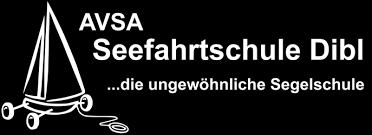 AVSA
Seefahrtschule Dibl
...die ungewöhnliche Segelschule